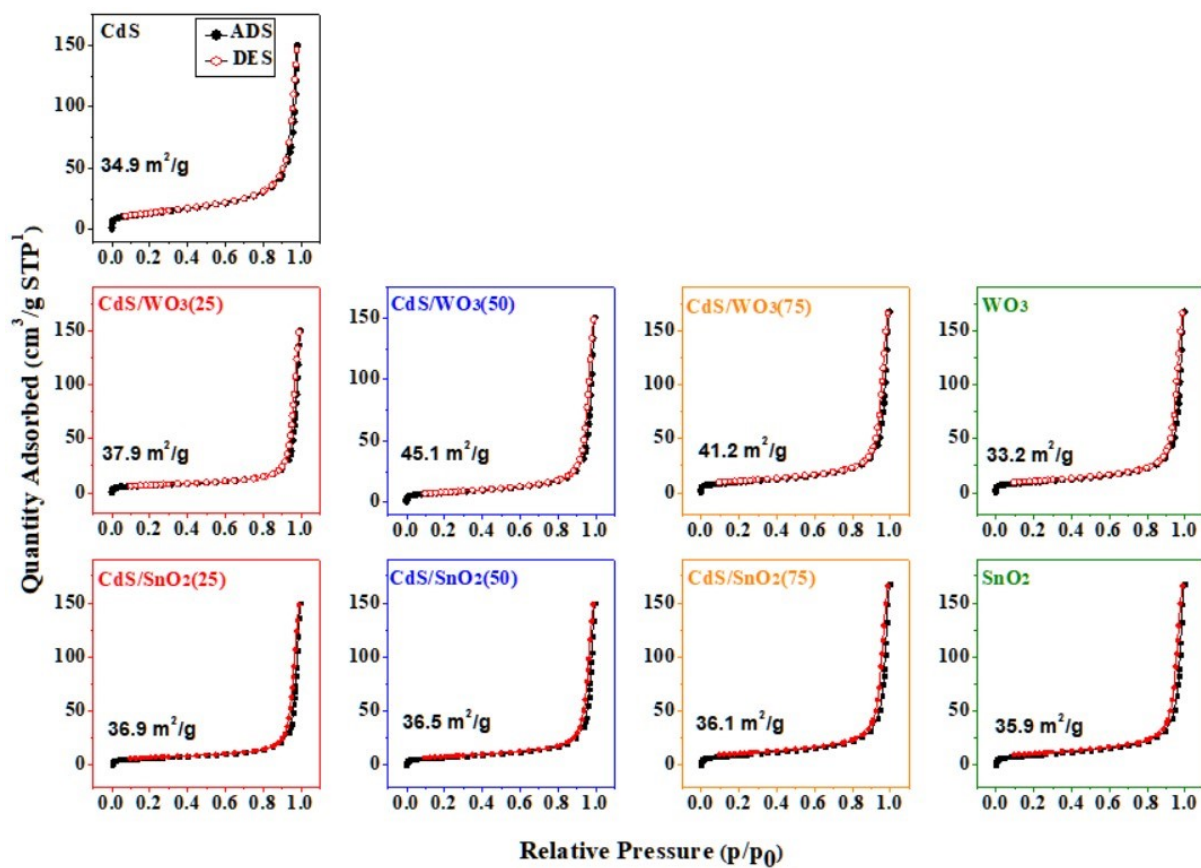 Quantity Adsorbed (cm³/g STP¹)
CdS
ADS
DES
150
100
50
0
34.9 m²/g
0.0 0.2 0.4 0.6 0.8 1.0
CdS/WO₃(25)
150
100
50
0
37.9 m²/g
0.0 0.2 0.4 0.6 0.8 1.0
CdS/WO₃(50)
150
100
50
0
45.1 m²/g
0.0 0.2 0.4 0.6 0.8 1.0
CdS/WO₃(75)
150
100
50
0
41.2 m²/g
0.0 0.2 0.4 0.6 0.8 1.0
WO₃
150
100
50
0
33.2 m²/g
0.0 0.2 0.4 0.6 0.8 1.0
CdS/SnO₂(25)
150
100
50
0
36.9 m²/g
0.0 0.2 0.4 0.6 0.8 1.0
CdS/SnO₂(50)
150
100
50
0
36.5 m²/g
0.0 0.2 0.4 0.6 0.8 1.0
CdS/SnO₂(75)
150
100
50
0
36.1 m²/g
0.0 0.2 0.4 0.6 0.8 1.0
SnO₂
150
100
50
0
35.9 m²/g
0.0 0.2 0.4 0.6 0.8 1.0
Relative Pressure (p/p₀)